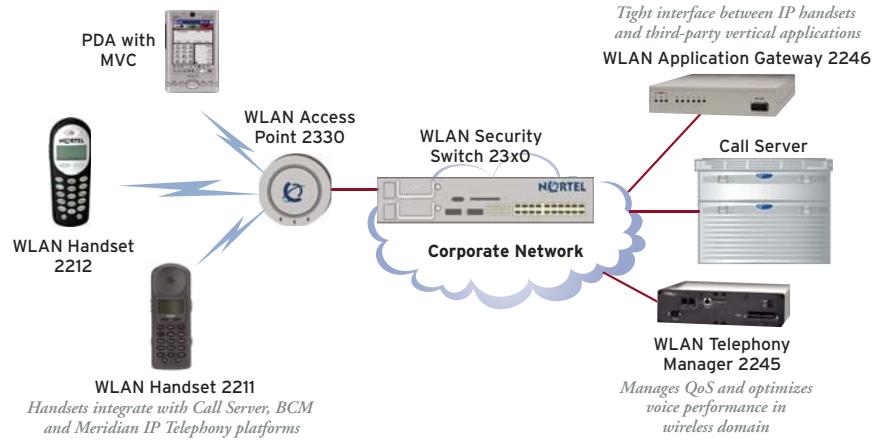 Tight interface between IP handsets
and third-party vertical applications
WLAN Application Gateway 2246
PDA with
MVC
WLAN Access
Point 2330
WLAN Security
Switch 23x0
Call Server
NORTEL
NORTEL
Corporate Network
WLAN Handset
2212
WLAN Handset 2211
Handsets integrate with Call Server, BCM
and Meridian IP Telephony platforms
WLAN Telephony
Manager 2245
Manages QoS and optimizes
voice performance in
wireless domain